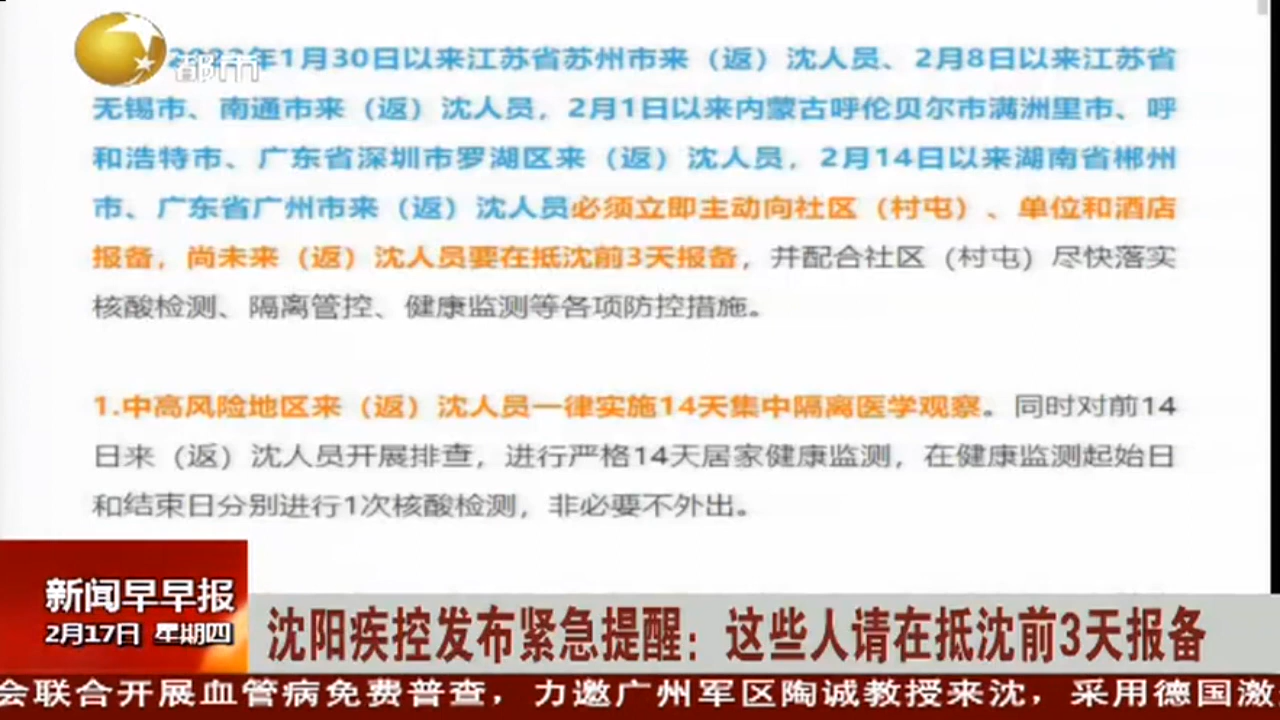 都市
2022年1月30日以来江苏省苏州市来（返）沈人员、2月8日以来江苏省
无锡市、南通市来（返）沈人员，2月1日以来内蒙古呼伦贝尔市满洲里市、呼
和浩特市、广东省深圳市罗湖区来（返）沈人员，2月14日以来湖南省郴州
市、广东省广州市来（返）沈人员必须立即主动向社区（村屯）、单位和酒店
报备，尚未来（返）沈人员要在抵沈前3天报备，并配合社区（村屯）尽快落实
核酸检测、隔离管控、健康监测等各项防控措施。
1.中高风险地区来（返）沈人员一律实施14天集中隔离医学观察。同时对前14
日来（返）沈人员开展排查，进行严格14天居家健康监测，在健康监测起始日
和结束日分别进行1次核酸检测，非必要不外出。
新闻早早报
2月17日 星期四
沈阳疾控发布紧急提醒：这些人请在抵沈前3天报备
会联合开展血管病免费普查，力邀广州军区陶诚教授来沈，采用德国激